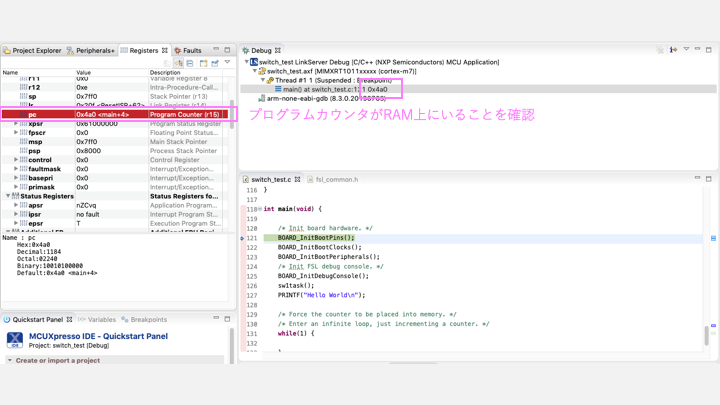 Project Explorer
Peripherals+
Registers
Faults
Name Value Description
r11 0x0 Variable Register 8
r12 0xe Intra-Procedure-Call...
sp 0x7ff0 Stack Pointer (r13)
lr 0x20f <ResetISR+62> Link Register (r14)
pc 0x4a0 <main+4> Program Counter (r15)
xpsr 0x61000000 Program Status Register
fpscr 0x0 Floating Point Status...
msp 0x7ff0 Main Stack Pointer
psp 0x8000 Process Stack Pointer
control 0x0 Control Register
faultmask 0x0 Interrupt/Exception...
basepri 0x0 Interrupt/Exception...
primask 0x0 Interrupt/Exception...
Status Registers Status Registers fo...
apsr nZCvq Application Program...
ipsr no fault Interrupt Program St...
epsr T Execution Program St...
Name : pc
Hex:0x4a0
Decimal:1184
Octal:02240
Binary:10010100000
Default:0x4a0 <main+4>
Quickstart Panel
Variables
Breakpoints
MCUXpresso IDE - Quickstart Panel
IDE
Project: switch_test [Debug]
Create or import a project
Debug
switch_test LinkServer Debug [C/C++ (NXP Semiconductors) MCU Application]
switch_test.axf [MIMXRT1011xxxxx (cortex-m7)]
Thread #1 1 (Suspended : Breakpoint)
main() at switch_test.c:121 0x4a0
arm-none-eabi-gdb (8.3.0.20190703)
プログラムカウンタがRAM上にいることを確認
switch_test.c
fsl_common.h
116 }
117
118 int main(void) {
119
120 /* Init board hardware. */
121 BOARD_InitBootPins();
122 BOARD_InitBootClocks();
123 BOARD_InitBootPeripherals();
124 /* Init FSL debug console. */
125 BOARD_InitDebugConsole();
126 sw1task();
127 PRINTF("Hello World\n");
128
129 /* Force the counter to be placed into memory. */
130 /* Enter an infinite loop, just incrementing a counter. */
131 while(1) {
132